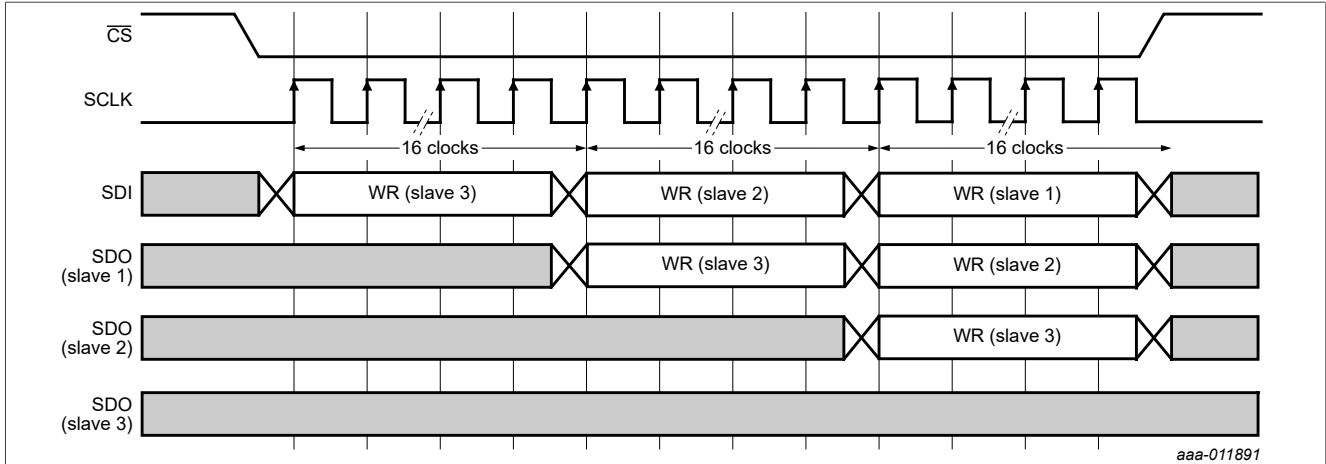 CS
SCLK
16 clocks 16 clocks 16 clocks
SDI WR (slave 3) WR (slave 2) WR (slave 1)
SDO
(slave 1) WR (slave 3) WR (slave 2)
SDO
(slave 2) WR (slave 3)
SDO
(slave 3)
aaa-011891